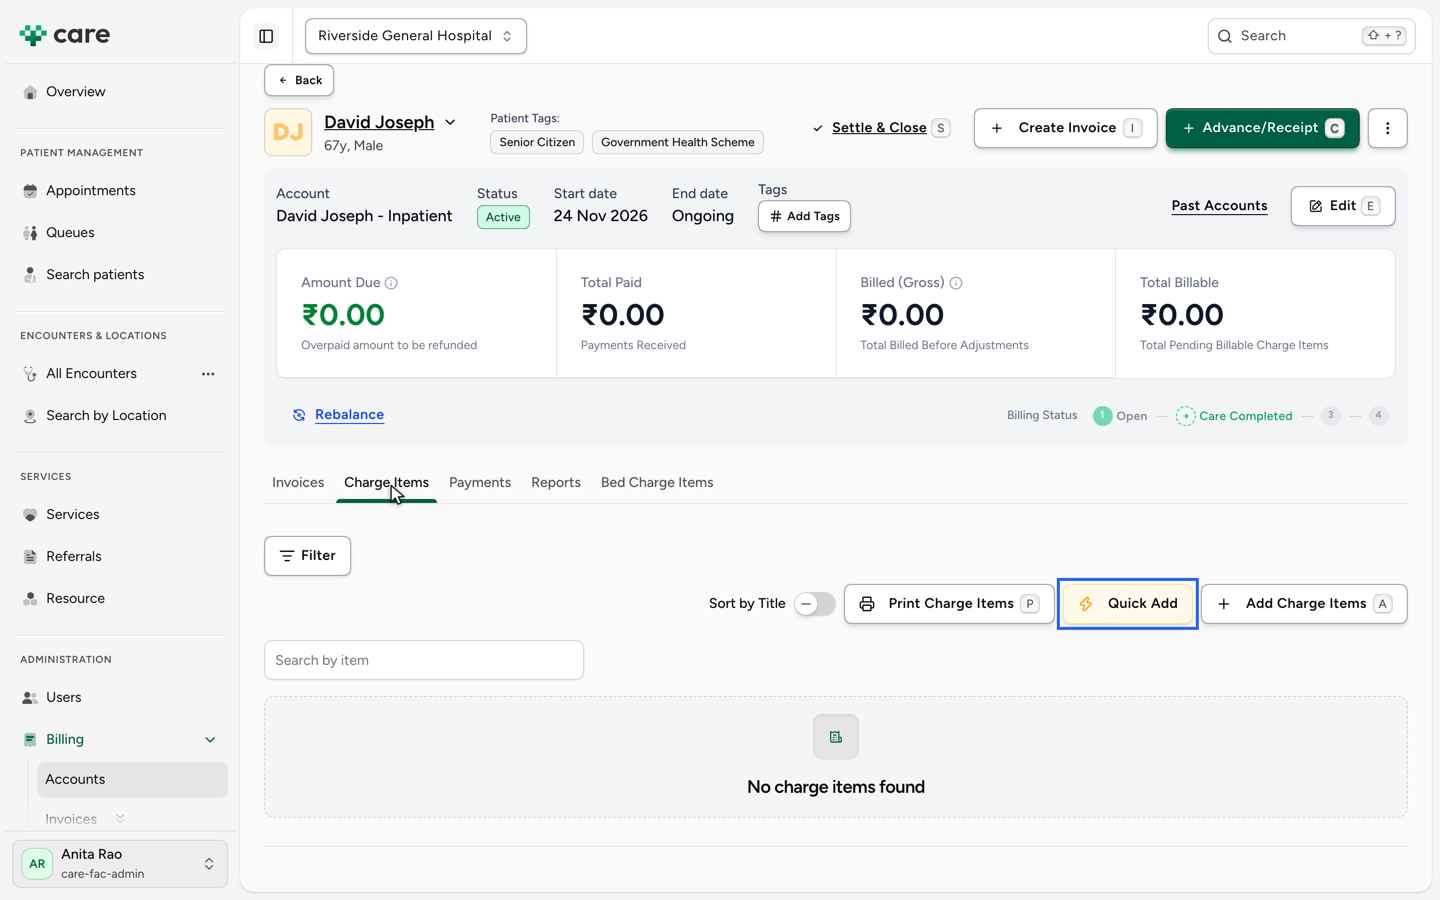 care
Riverside General Hospital
Search
+ ?
Overview
PATIENT MANAGEMENT
Appointments
Queues
Search patients
ENCOUNTERS & LOCATIONS
All Encounters
Search by Location
SERVICES
Services
Referrals
Resource
ADMINISTRATION
Users
Billing
Accounts
Invoices
AR
Anita Rao
care-fac-admin
Back
DJ
David Joseph
67y, Male
Patient Tags:
Senior Citizen
Government Health Scheme
Settle & Close S
+ Create Invoice I
+ Advance/Receipt C
Account
David Joseph - Inpatient
Status
Active
Start date
24 Nov 2026
End date
Ongoing
Tags
# Add Tags
Past Accounts
Edit E
Amount Due
₹0.00
Overpaid amount to be refunded
Total Paid
₹0.00
Payments Received
Billed (Gross)
₹0.00
Total Billed Before Adjustments
Total Billable
₹0.00
Total Pending Billable Charge Items
Rebalance
Billing Status 1 Open — Care Completed — 3 — 4
Invoices Charge Items Payments Reports Bed Charge Items
Filter
Sort by Title
Print Charge Items P
Quick Add
+ Add Charge Items A
Search by item
No charge items found